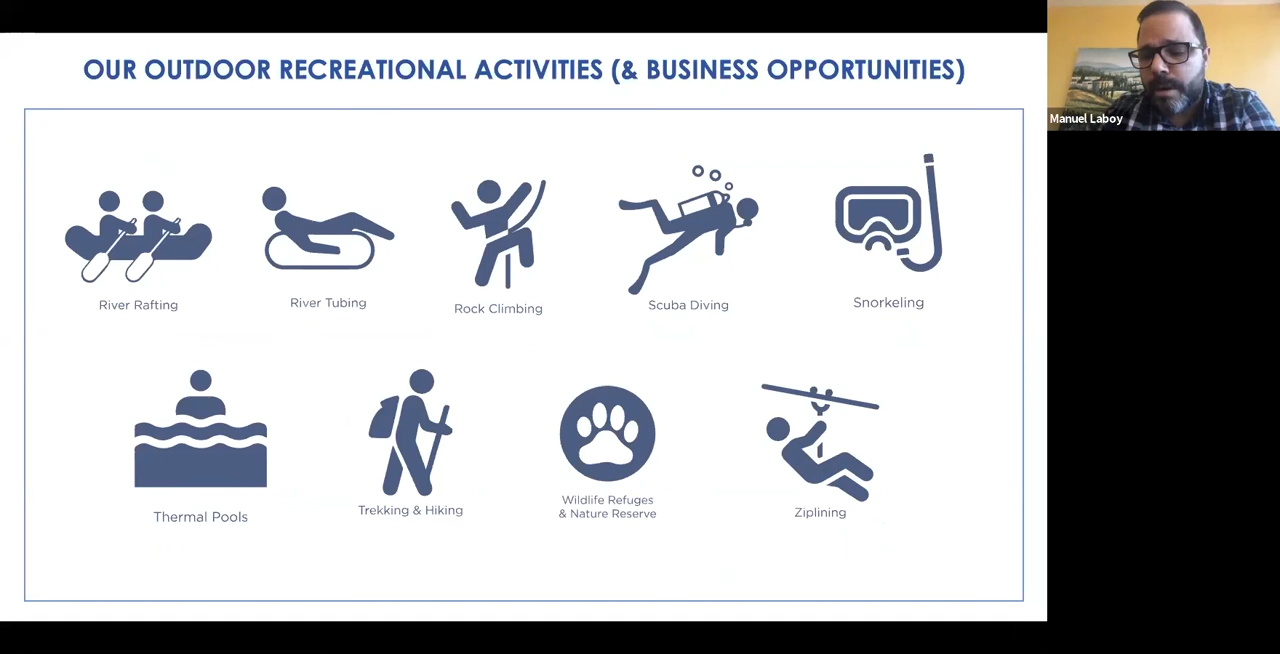 OUR OUTDOOR RECREATIONAL ACTIVITIES (& BUSINESS OPPORTUNITIES)
Manuel Laboy
River Rafting
River Tubing
Rock Climbing
Scuba Diving
Snorkeling
Thermal Pools
Trekking & Hiking
Wildlife Refuges
& Nature Reserve
Ziplining